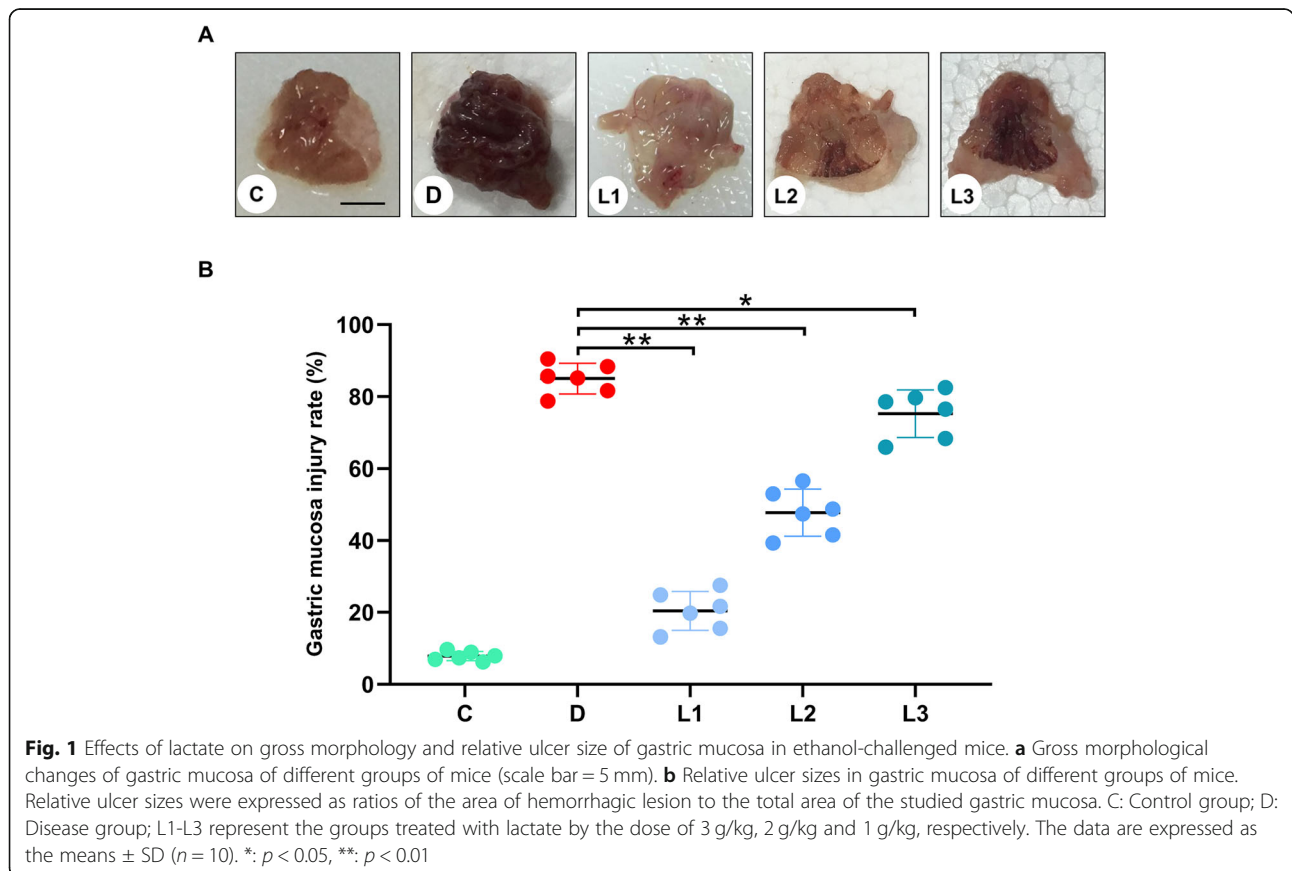 A
C
D
L1
L2
L3
B
Gastric mucosa injury rate (%)
100
80
60
40
20
0
*
**
**
C
D
L1
L2
L3
Fig. 1 Effects of lactate on gross morphology and relative ulcer size of gastric mucosa in ethanol-challenged mice. a Gross morphological
changes of gastric mucosa of different groups of mice (scale bar = 5 mm). b Relative ulcer sizes in gastric mucosa of different groups of mice.
Relative ulcer sizes were expressed as ratios of the area of hemorrhagic lesion to the total area of the studied gastric mucosa. C: Control group; D:
Disease group; L1-L3 represent the groups treated with lactate by the dose of 3 g/kg, 2 g/kg and 1 g/kg, respectively. The data are expressed as
the means ± SD (n = 10). *: p < 0.05, **: p < 0.01